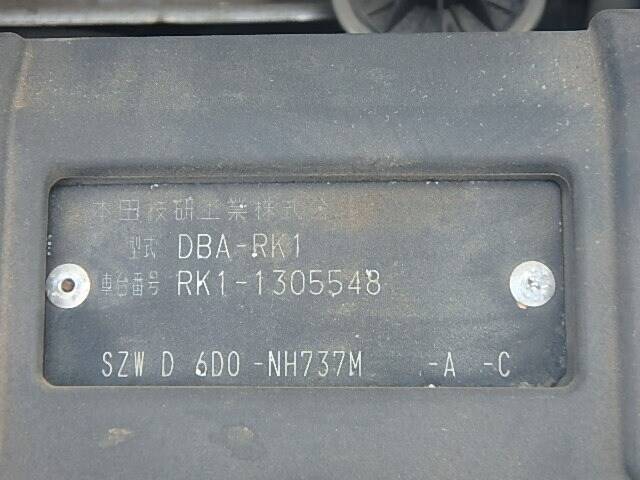 本田技研工業株式会
型式 DBA-RK1
車台番号 RK1-1305548
SZW D 6D0 -NH737M -A -C